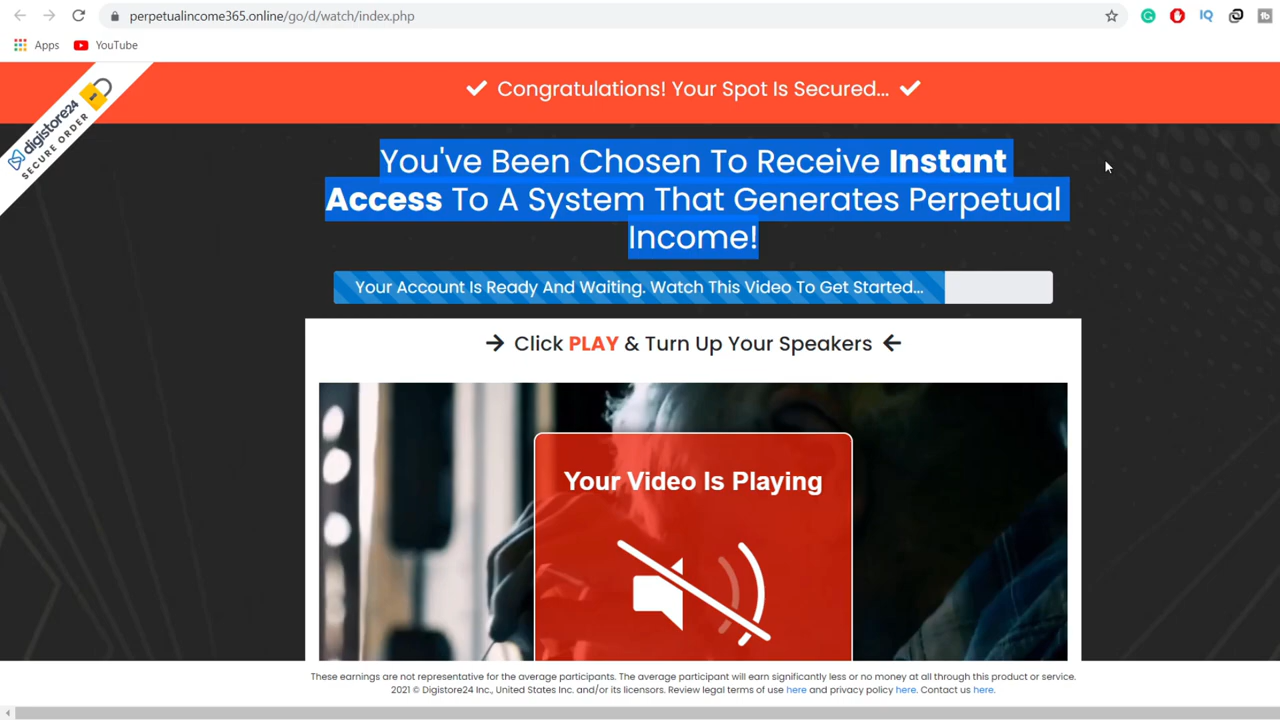 perpetualincome365.online/go/d/watch/index.php
Apps YouTube
digistore24
SECURE ORDER
Congratulations! Your Spot Is Secured...
You've Been Chosen To Receive Instant
Access To A System That Generates Perpetual
Income!
Your Account Is Ready And Waiting. Watch This Video To Get Started...
Click PLAY & Turn Up Your Speakers
Your Video Is Playing
These earnings are not representative for the average participants. The average participant will earn significantly less or no money at all through this product or service.
2021 © Digistore24 Inc., United States Inc. and/or its licensors. Review legal terms of use here and privacy policy here. Contact us here.